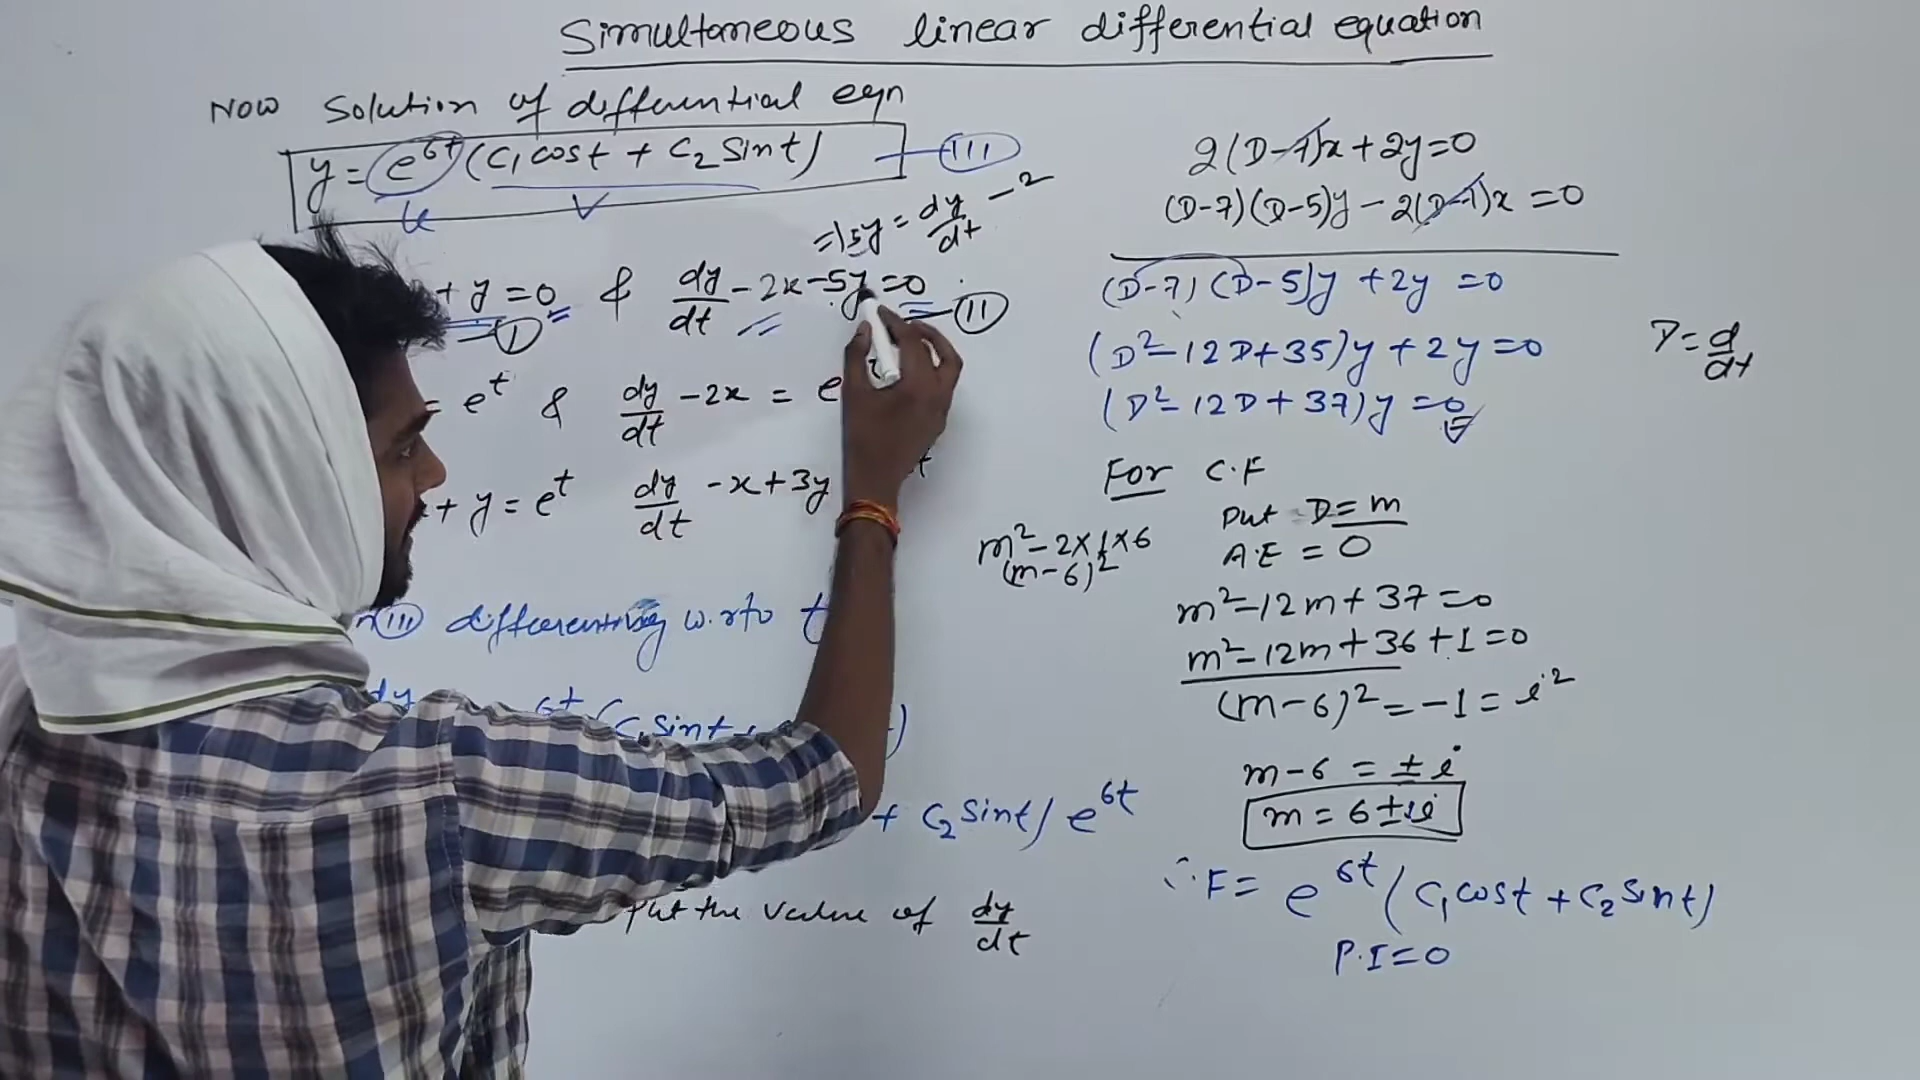 Simultaneous linear differential equation
Now Solution of differential eqn
y = e^6t (C₁ cost + C₂ Sint) — III
u v
=) 5y = dy/dt - 2
+ y = 0 — I & dy/dt - 2x - 5y = 0 — II
= e^t & dy/dt - 2x = e
+ y = e^t dy/dt - x + 3y
III w.r to t
dy
6t (C₁ Sint
+ C₂ Sint) e^6t
put the value of dy/dt
2(D-7)x + 2y = 0
(D-7)(D-5)y - 2(D-7)x = 0
(D-7)(D-5)y + 2y = 0
(D² - 12D + 35)y + 2y = 0
(D² - 12D + 37)y = 0
D = d/dt
For C.F
Put D = m
A.E = 0
m² - 2×1×6
(m-6)²
m² - 12m + 37 = 0
m² - 12m + 36 + 1 = 0
(m-6)² = -1 = i²
m - 6 = ± i
m = 6 ± 1i
∴ F = e^6t (C₁ cost + C₂ Sint)
P.I = 0